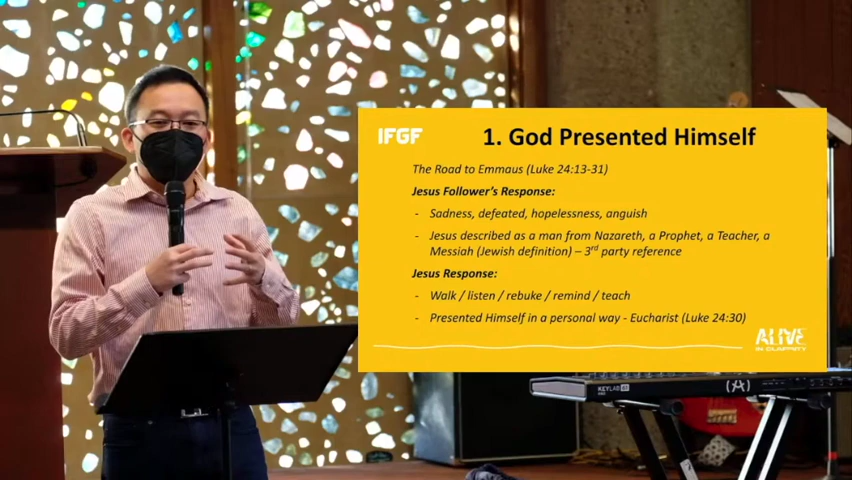 IFGF
1. God Presented Himself
The Road to Emmaus (Luke 24:13-31)
Jesus Follower's Response:
- Sadness, defeated, hopelessness, anguish
- Jesus described as a man from Nazareth, a Prophet, a Teacher, a
Messiah (Jewish definition) – 3rd party reference
Jesus Response:
- Walk / listen / rebuke / remind / teach
- Presented Himself in a personal way - Eucharist (Luke 24:30)
ALIVE
KEYLAB